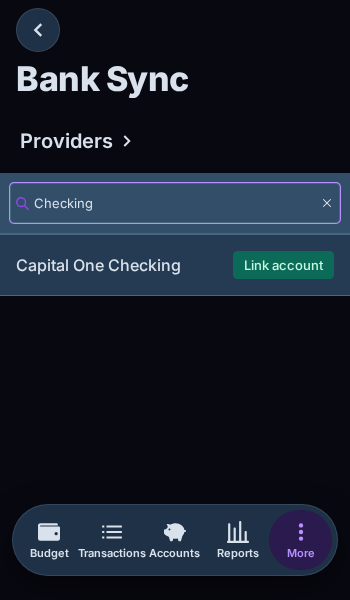 Bank Sync
Providers
Checking
Capital One Checking Link account
Budget Transactions Accounts Reports More